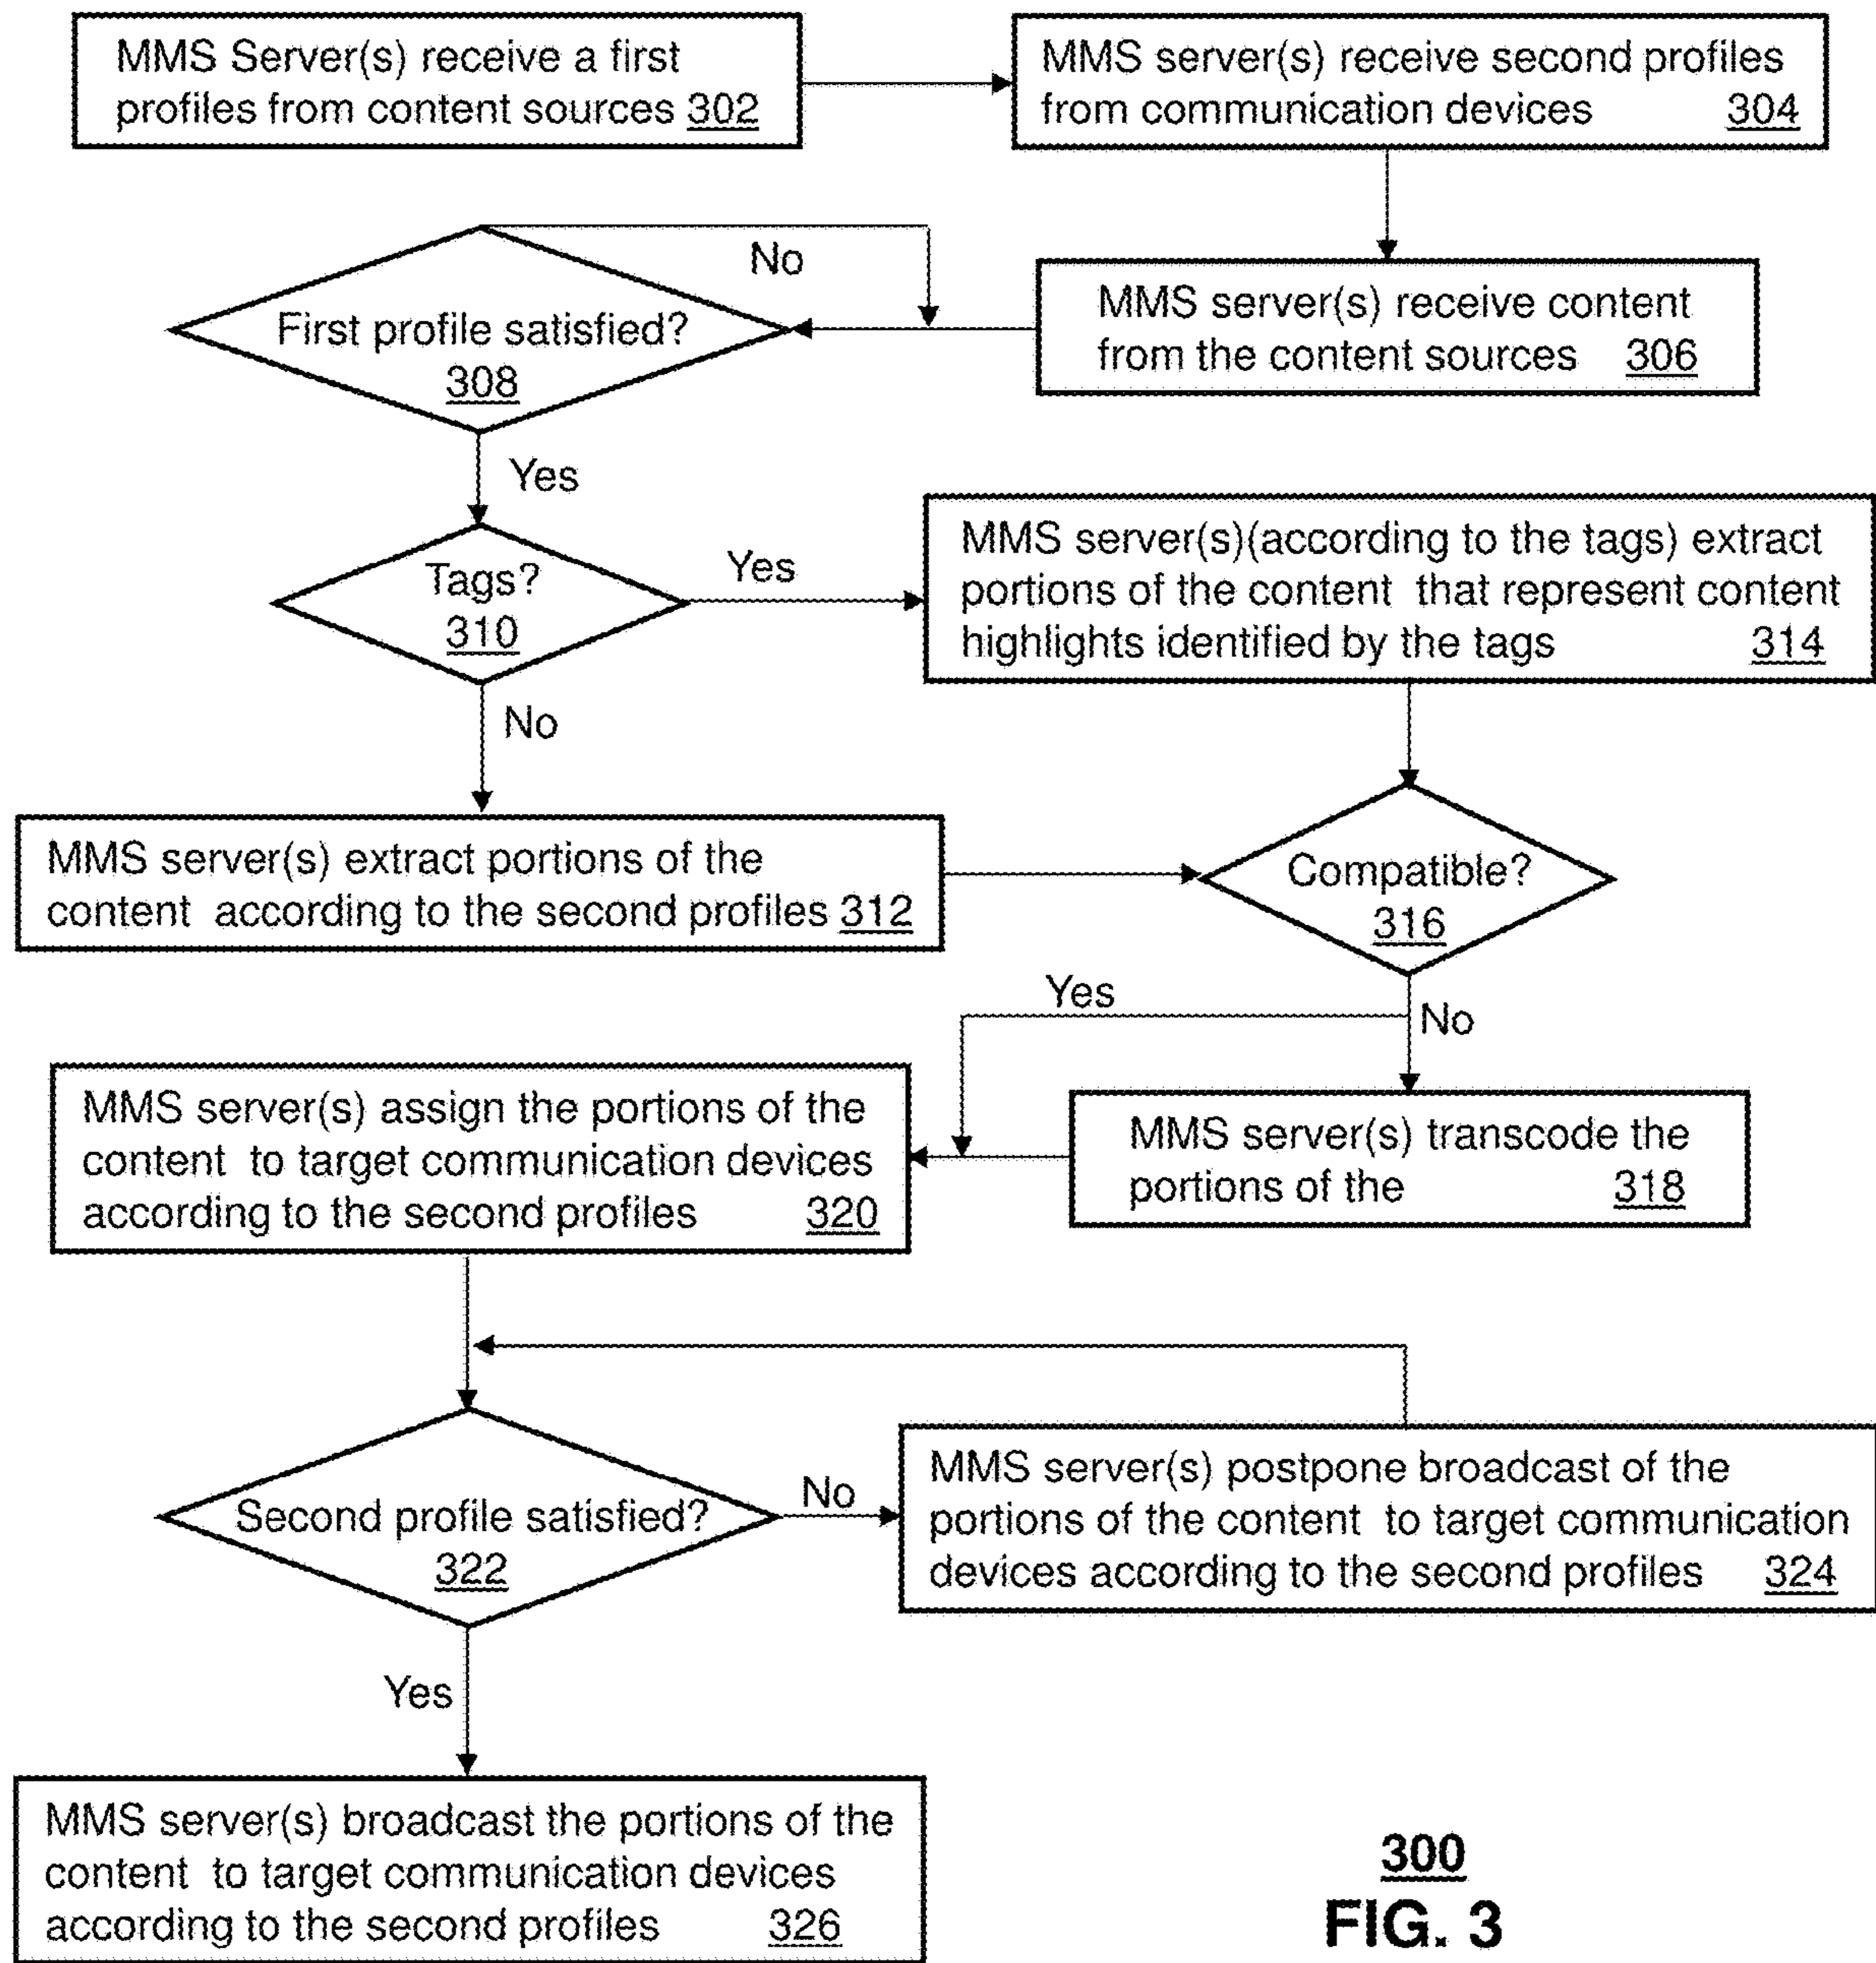 MMS Server(s) receive a first
profiles from content sources 302
MMS server(s) receive second profiles
from communication devices 304
No
First profile satisfied?
308
MMS server(s) receive content
from the content sources 306
Yes
Tags?
310
Yes
MMS server(s)(according to the tags) extract
portions of the content that represent content
highlights identified by the tags 314
No
MMS server(s) extract portions of the
content according to the second profiles 312
Compatible?
316
Yes
No
MMS server(s) assign the portions of the
content to target communication devices
according to the second profiles 320
MMS server(s) transcode the
portions of the 318
Second profile satisfied?
322
No
MMS server(s) postpone broadcast of the
portions of the content to target communication
devices according to the second profiles 324
Yes
MMS server(s) broadcast the portions of the
content to target communication devices
according to the second profiles 326
300
FIG. 3